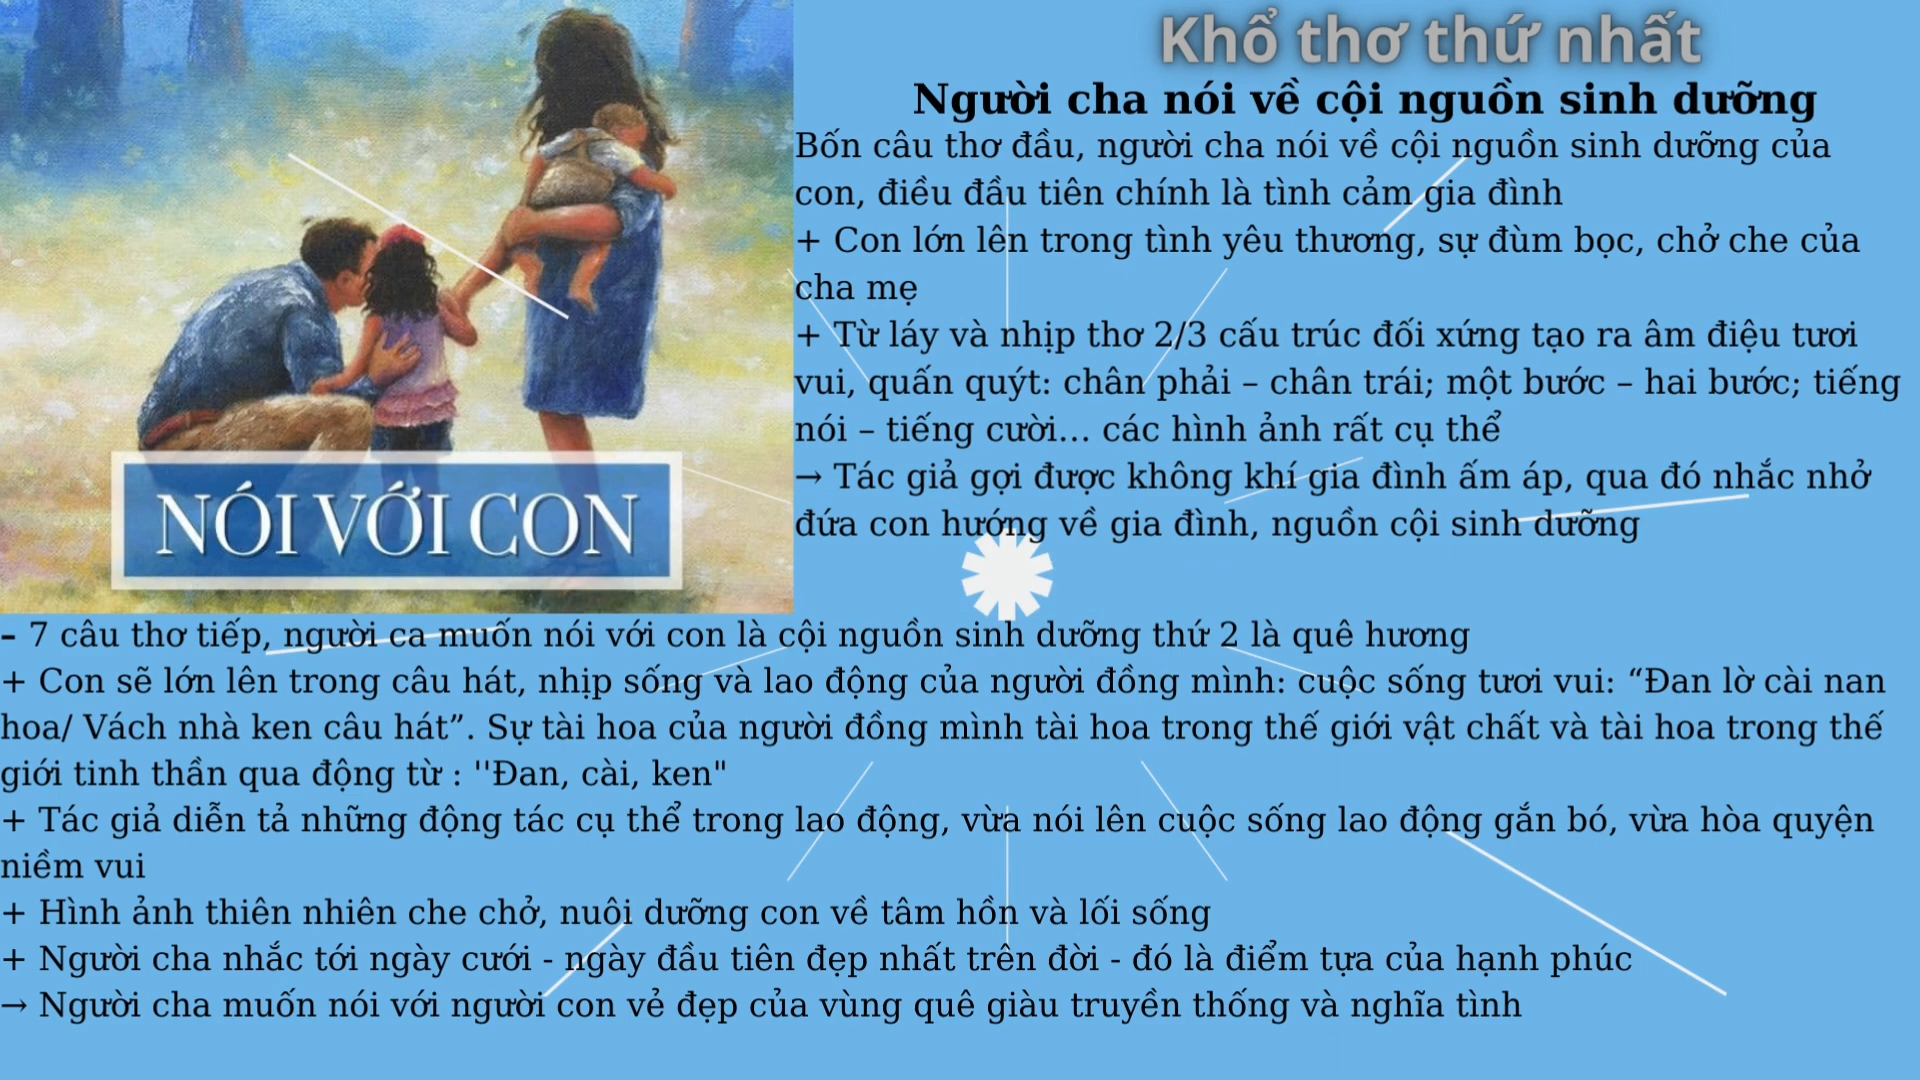 Khổ thơ thứ nhất
Người cha nói về cội nguồn sinh dưỡng
Bốn câu thơ đầu, người cha nói về cội nguồn sinh dưỡng của
con, điều đầu tiên chính là tình cảm gia đình
+ Con lớn lên trong tình yêu thương, sự đùm bọc, chở che của
cha mẹ
+ Từ láy và nhịp thơ 2/3 cấu trúc đối xứng tạo ra âm điệu tươi
vui, quấn quýt: chân phải – chân trái; một bước – hai bước; tiếng
nói – tiếng cười... các hình ảnh rất cụ thể
→ Tác giả gợi được không khí gia đình ấm áp, qua đó nhắc nhở
đứa con hướng về gia đình, nguồn cội sinh dưỡng
NÓI VỚI CON
– 7 câu thơ tiếp, người ca muốn nói với con là cội nguồn sinh dưỡng thứ 2 là quê hương
+ Con sẽ lớn lên trong câu hát, nhịp sống và lao động của người đồng mình: cuộc sống tươi vui: “Đan lờ cài nan
hoa/ Vách nhà ken câu hát”. Sự tài hoa của người đồng mình tài hoa trong thế giới vật chất và tài hoa trong thế
giới tinh thần qua động từ : ''Đan, cài, ken"
+ Tác giả diễn tả những động tác cụ thể trong lao động, vừa nói lên cuộc sống lao động gắn bó, vừa hòa quyện
niềm vui
+ Hình ảnh thiên nhiên che chở, nuôi dưỡng con về tâm hồn và lối sống
+ Người cha nhắc tới ngày cưới - ngày đầu tiên đẹp nhất trên đời - đó là điểm tựa của hạnh phúc
→ Người cha muốn nói với người con vẻ đẹp của vùng quê giàu truyền thống và nghĩa tình